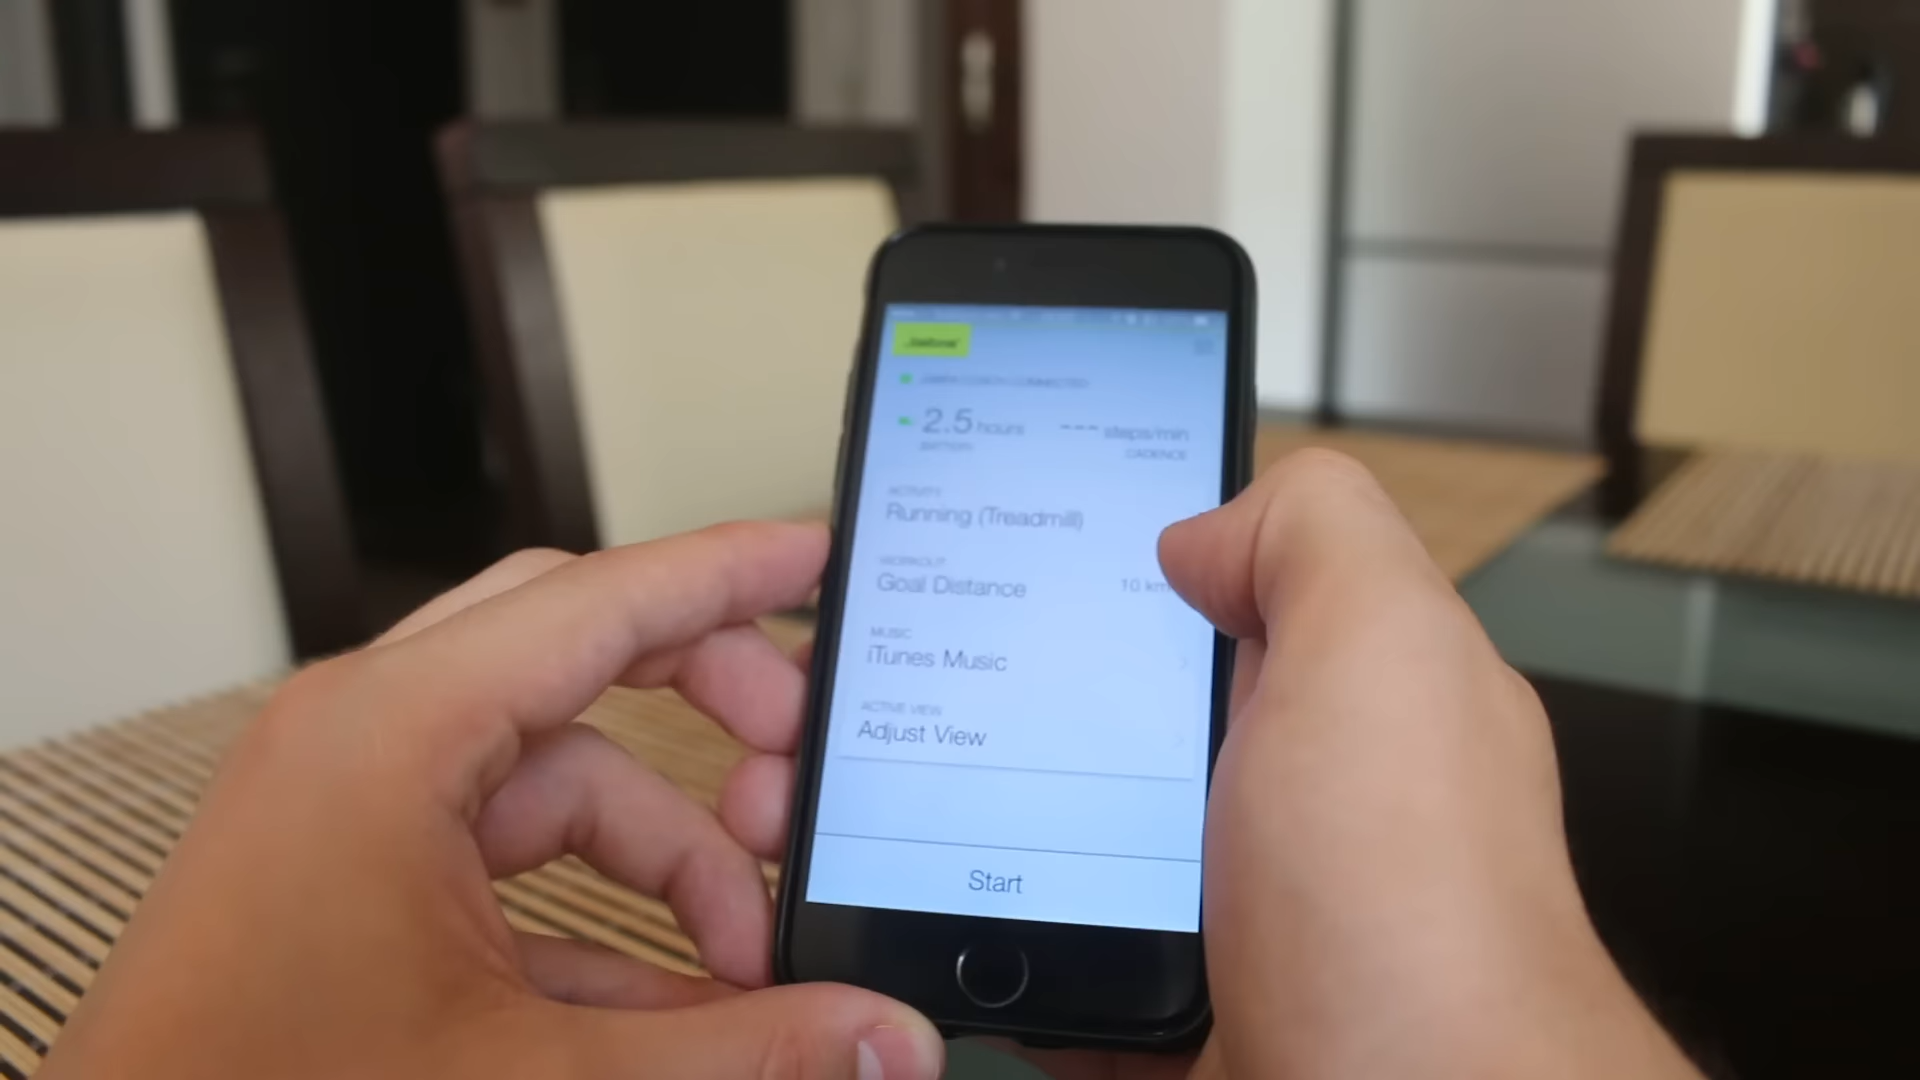 2.5 hours
--- steps/min
BATTERY
CADENCE
ACTIVITY
Running (Treadmill)
WORKOUT
Goal Distance
10 km
MUSIC
iTunes Music
ACTIVE VIEW
Adjust View
Start